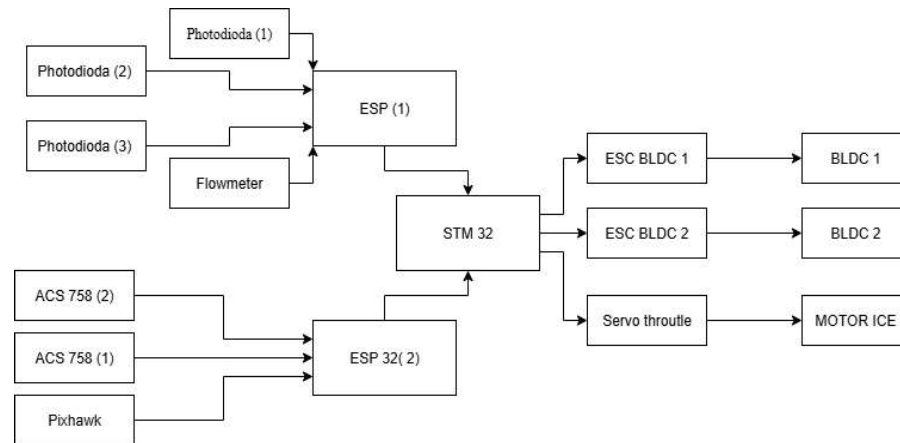 Photodioda (1)
Photodioda (2)
ESP (1)
Photodioda (3)
Flowmeter
ESC BLDC 1
BLDC 1
STM 32
ESC BLDC 2
BLDC 2
ACS 758 (2)
Servo throutle
MOTOR ICE
ACS 758 (1)
ESP 32( 2)
Pixhawk